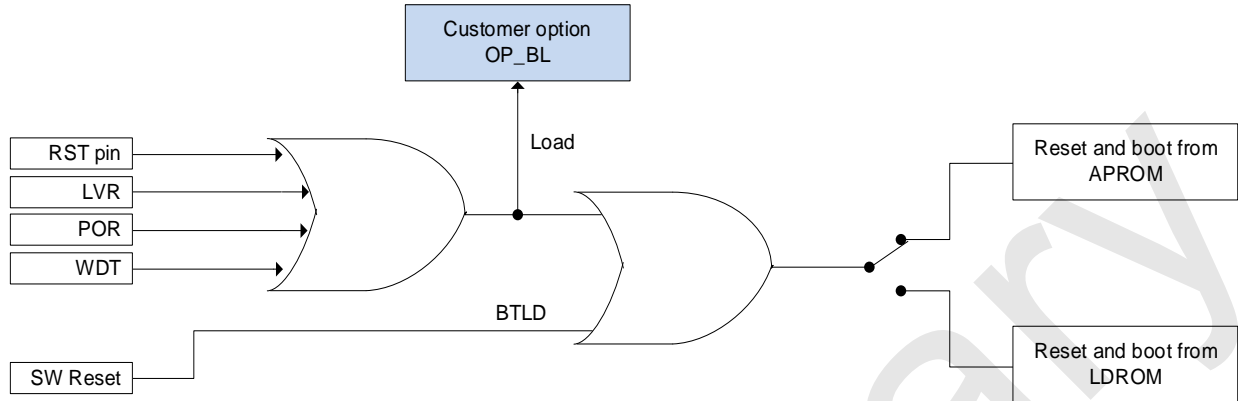 Customer option
OP_BL
Load
RST pin
LVR
POR
WDT
BTLD
SW Reset
Reset and boot from
APROM
Reset and boot from
LDROM
ary